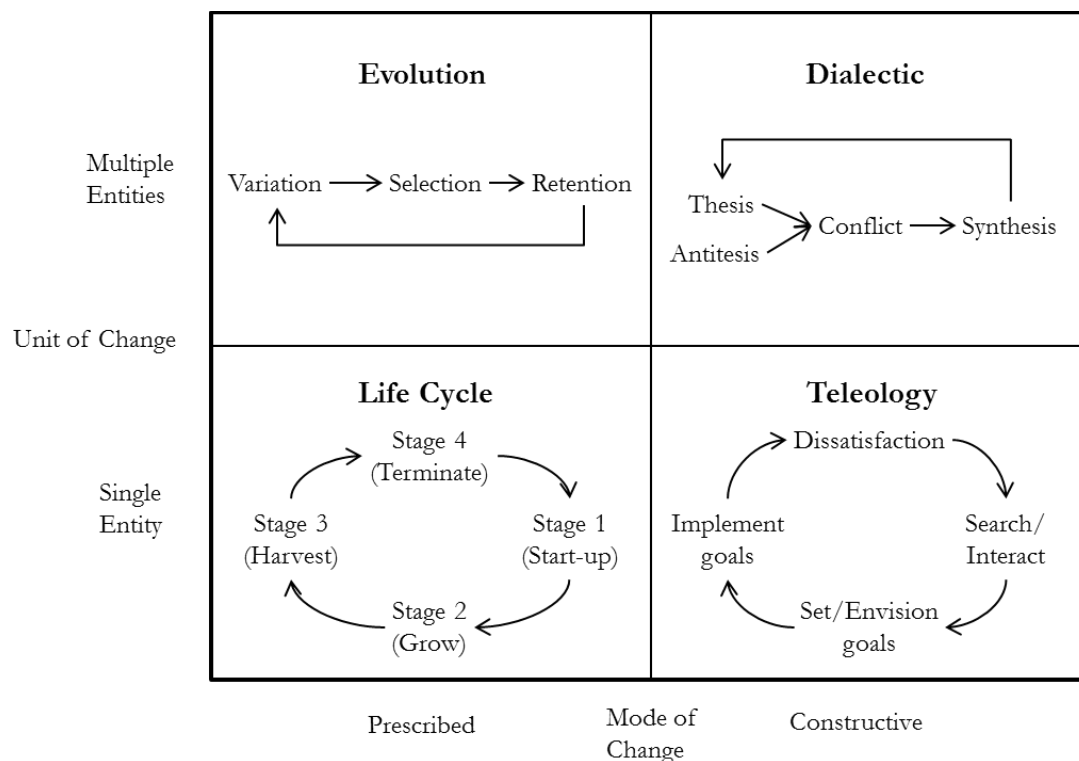 Evolution
Dialectic
Multiple
Entities
Variation
Selection
Retention
Thesis
Antitesis
Conflict
Synthesis
Unit of Change
Life Cycle
Teleology
Stage 4
(Terminate)
Dissatisfaction
Single
Entity
Stage 3
(Harvest)
Stage 1
(Start-up)
Implement
goals
Search/
Interact
Stage 2
(Grow)
Set/Envision
goals
Prescribed
Mode of
Change
Constructive